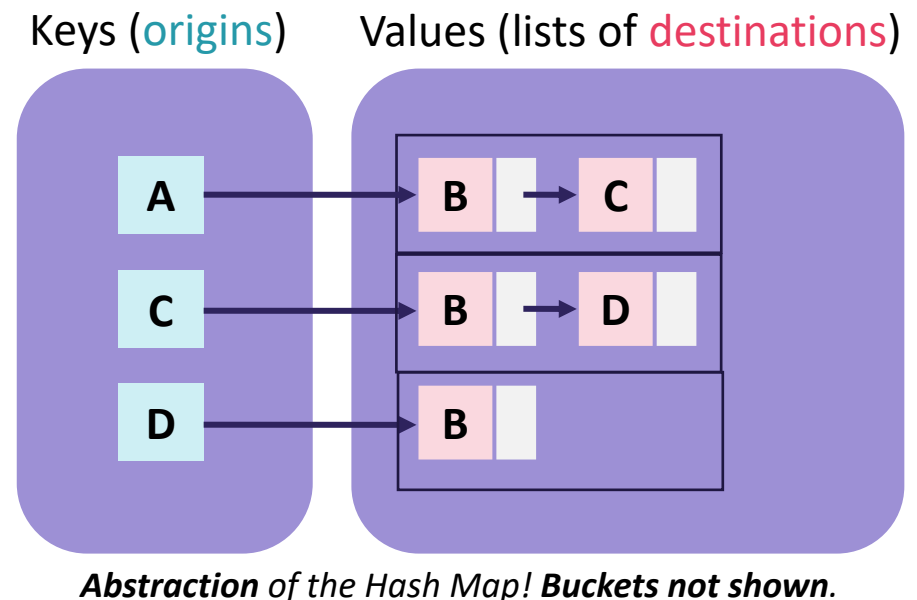 Keys (origins) Values (lists of destinations)
A B C
C B D
D B
Abstraction of the Hash Map! Buckets not shown.